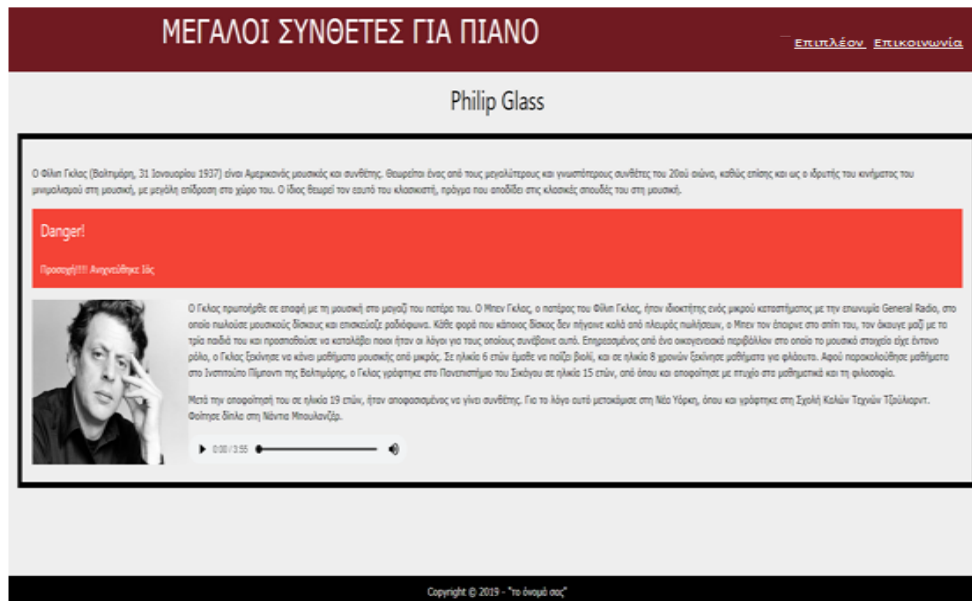 ΜΕΓΑΛΟΙ ΣΥΝΘΕΤΕΣ ΓΙΑ ΠΙΑΝΟ
Επιπλέον Επικοινωνία
Philip Glass
Ο Φίλιπ Γκλας (Βαλτιμόρη, 31 Ιανουαρίου 1937) είναι Αμερικανός μουσικός και συνθέτης. Θεωρείται ένας από τους μεγαλύτερους και γνωστότερους συνθέτες του 20ού αιώνα, καθώς επίσης και ως ο ιδρυτής του κινήματος του
μινιμαλισμού στη μουσική, με μεγάλη επίδραση στο χώρο του. Ο ίδιος θεωρεί τον εαυτό του κλασικιστή, πράγμα που αποδίδει στις κλασικές σπουδές του στη μουσική.
Danger!
Προσοχή!!!! Ανιχνεύθηκε Ιός
Ο Γκλας πρωτοήρθε σε επαφή με τη μουσική στο μαγαζί του πατέρα του. Ο Μπεν Γκλας, ο πατέρας του Φίλιπ Γκλας, ήταν ιδιοκτήτης ενός μικρού καταστήματος με την επωνυμία General Radio, στο
οποίο πωλούσε μουσικούς δίσκους και επισκεύαζε ραδιόφωνα. Κάθε φορά που κάποιος δίσκος δεν πήγαινε καλά από πλευράς πωλήσεων, ο Μπεν τον έπαιρνε στο σπίτι του, τον άκουγε μαζί με τα
τρία παιδιά του και προσπαθούσε να καταλάβει ποιοι ήταν οι λόγοι για τους οποίους συνέβαινε αυτό. Επηρεασμένος από ένα οικογενειακό περιβάλλον στο οποίο το μουσικό στοιχείο είχε έντονο
ρόλο, ο Γκλας ξεκίνησε να κάνει μαθήματα μουσικής από μικρός. Σε ηλικία 6 ετών έμαθε να παίζει βιολί, και σε ηλικία 8 χρονών ξεκίνησε μαθήματα για φλάουτο. Αφού παρακολούθησε μαθήματα
στο Ινστιτούτο Πίμποντι της Βαλτιμόρης, ο Γκλας γράφτηκε στο Πανεπιστήμιο του Σικάγου σε ηλικία 15 ετών, από όπου και αποφοίτησε με πτυχίο στα μαθηματικά και τη φιλοσοφία.
Μετά την αποφοίτησή του σε ηλικία 19 ετών, ήταν αποφασισμένος να γίνει συνθέτης. Για το λόγο αυτό μετακόμισε στη Νέα Υόρκη, όπου και γράφτηκε στη Σχολή Καλών Τεχνών Τζούλιαρντ.
Φοίτησε δίπλα στη Νάντια Μπουλανζέρ.
0:00 / 3:55
Copyright © 2019 - "το όνομά σας"